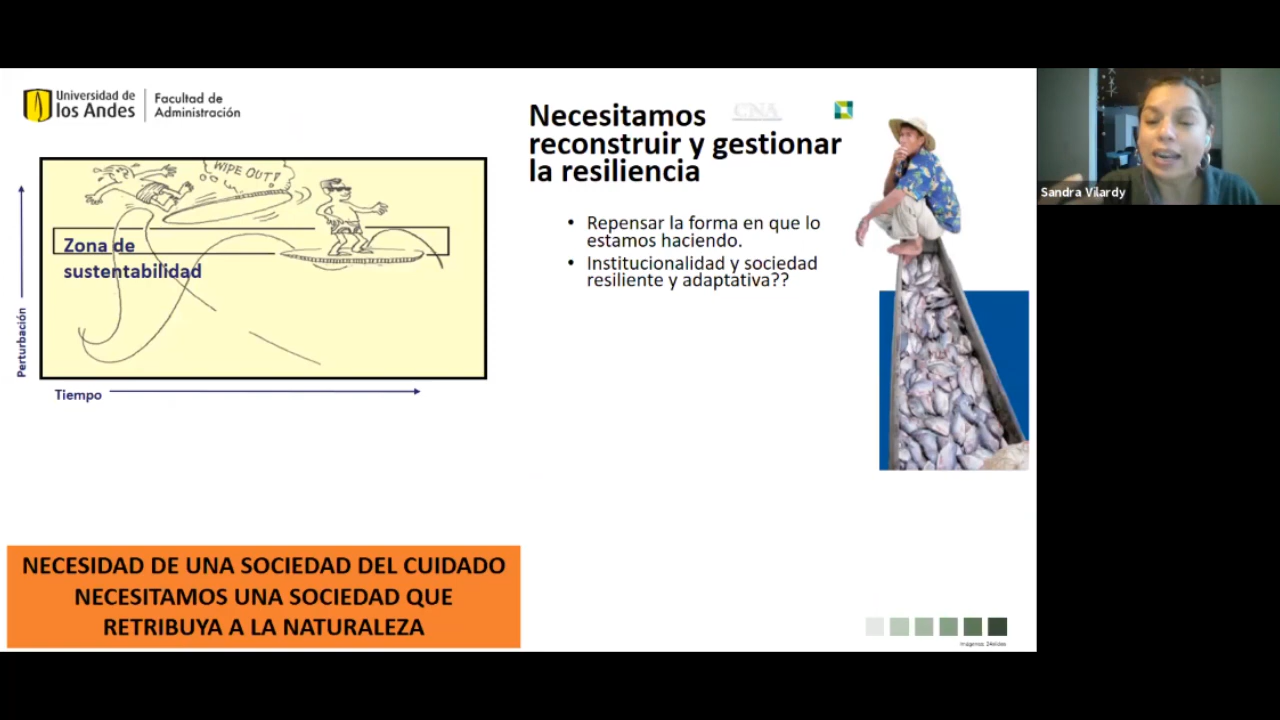 Universidad de
los Andes
Facultad de
Administración
WIPE OUT!
Zona de
sustentabilidad
Perturbación
Tiempo
Necesitamos
reconstruir y gestionar
la resiliencia
CNA
• Repensar la forma en que lo
estamos haciendo.
• Institucionalidad y sociedad
resiliente y adaptativa??
NECESIDAD DE UNA SOCIEDAD DEL CUIDADO
NECESITAMOS UNA SOCIEDAD QUE
RETRIBUYA A LA NATURALEZA
Sandra Vilardy